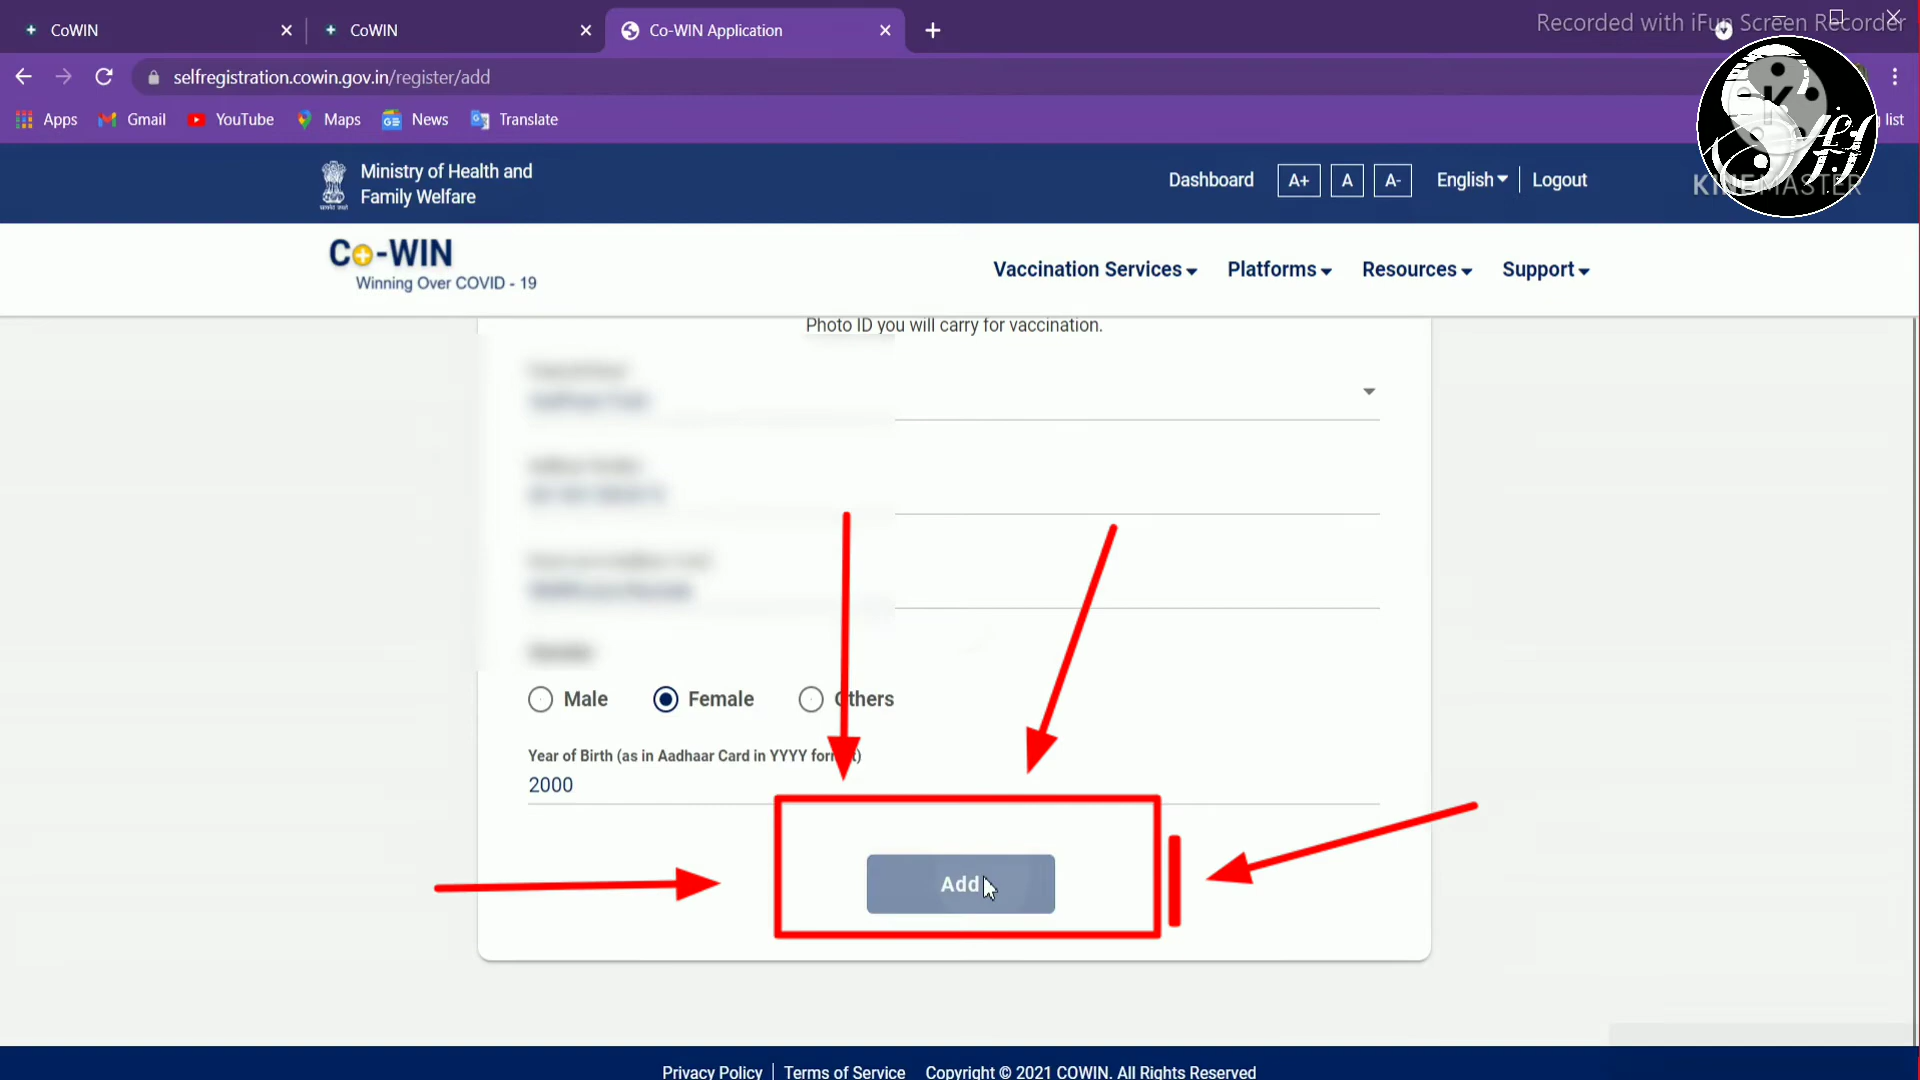 CoWIN
CoWIN
Co-WIN Application
Recorded with iFun Screen Recorder
selfregistration.cowin.gov.in/register/add
Apps
Gmail
YouTube
Maps
News
Translate
list
Ministry of Health and
Family Welfare
Dashboard
A+
A
A-
English
Logout
KINEMASTER
Co-WIN
Winning Over COVID - 19
Vaccination Services
Platforms
Resources
Support
Photo ID you will carry for vaccination.
Male
Female
Others
Year of Birth (as in Aadhaar Card in YYYY format)
2000
Add
Privacy Policy
Terms of Service
Copyright © 2021 COWIN. All Rights Reserved